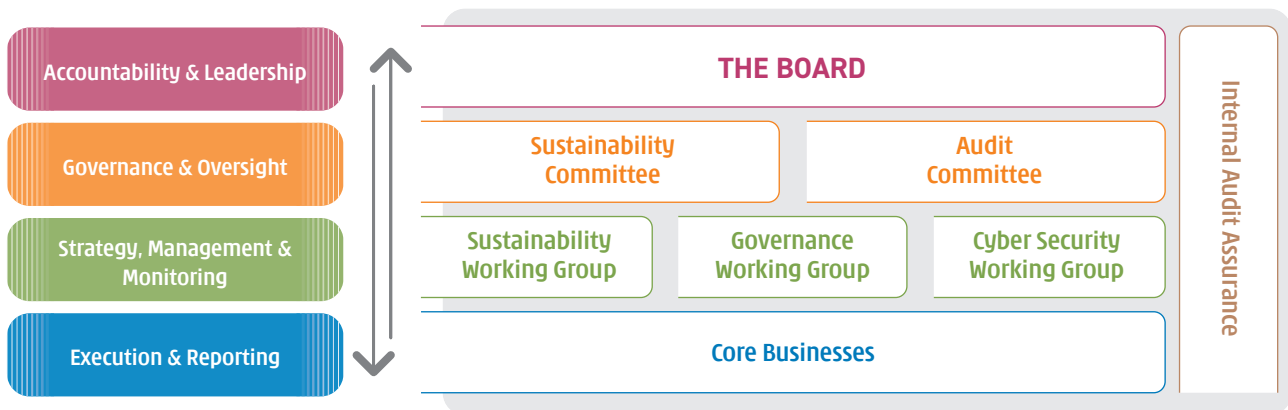 Accountability & Leadership
THE BOARD
Governance & Oversight
Sustainability
Committee
Audit
Committee
Strategy, Management &
Monitoring
Sustainability
Working Group
Governance
Working Group
Cyber Security
Working Group
Execution & Reporting
Core Businesses
Internal Audit Assurance